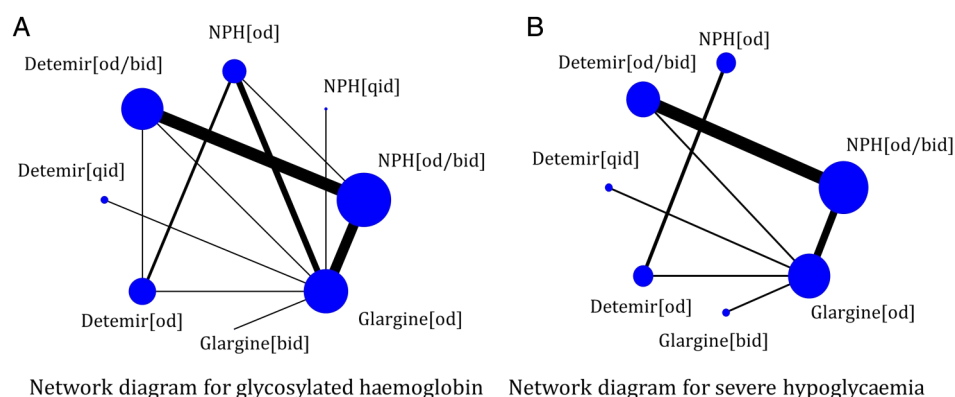 A
NPH[od]
Detemir[od/bid]
NPH[qid]
NPH[od/bid]
Detemir[qid]
Detemir[od]
Glargine[od]
Glargine[bid]
Network diagram for glycosylated haemoglobin
B
NPH[od]
Detemir[od/bid]
NPH[od/bid]
Detemir[qid]
Detemir[od]
Glargine[od]
Glargine[bid]
Network diagram for severe hypoglycaemia